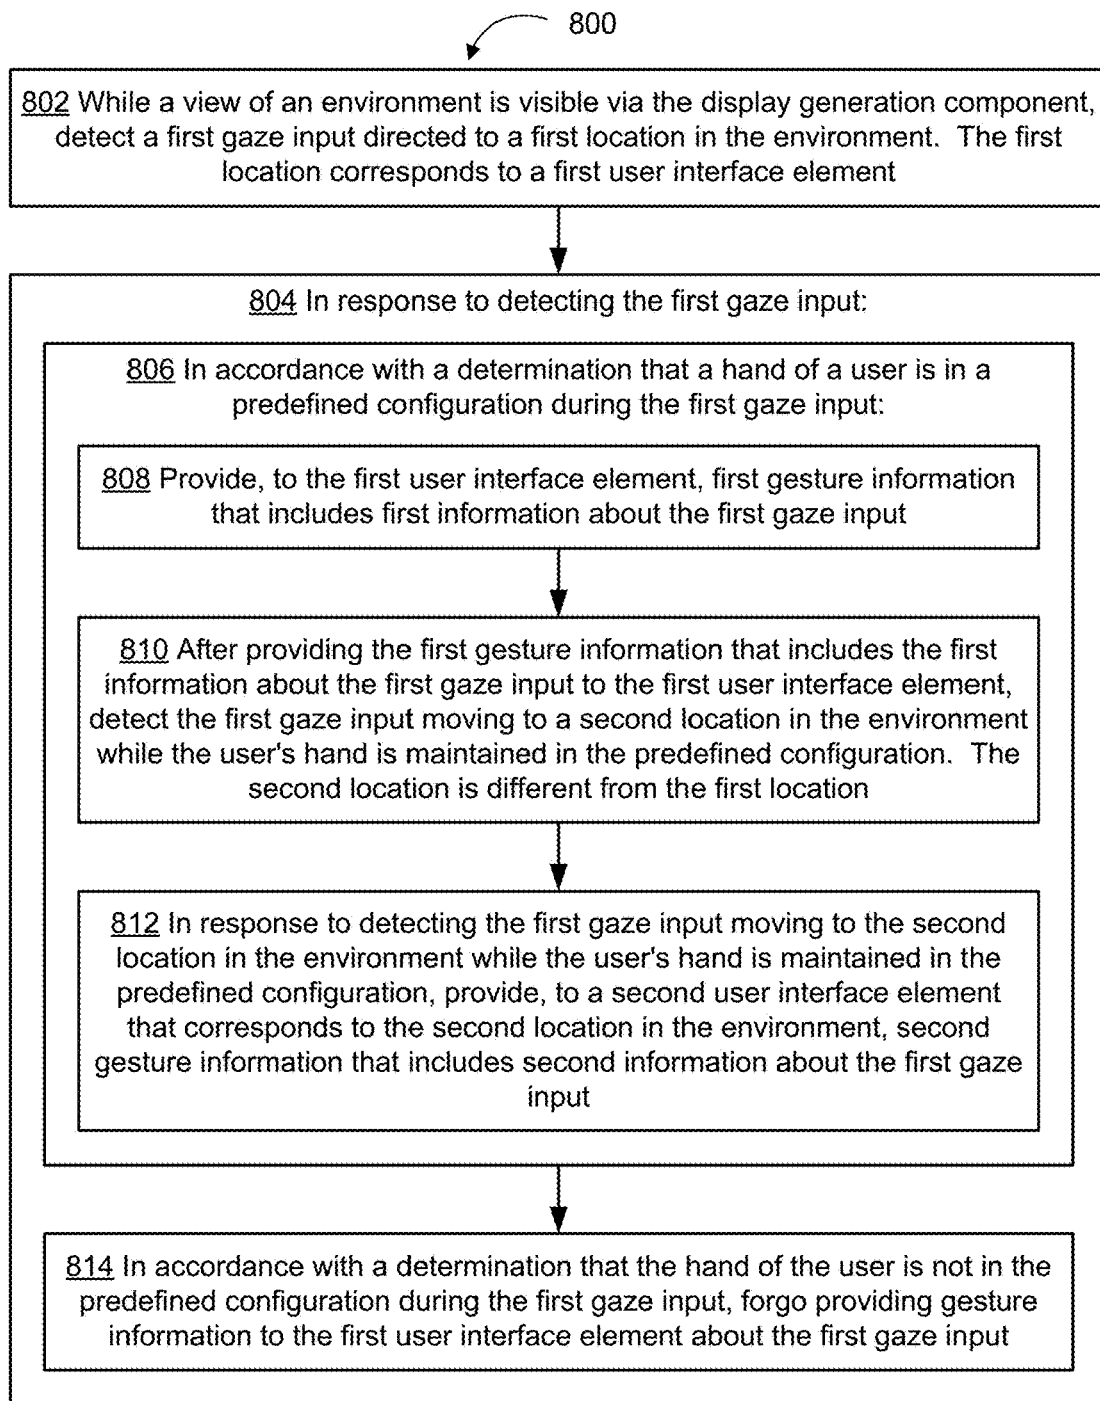 800
802 While a view of an environment is visible via the display generation component,
detect a first gaze input directed to a first location in the environment.  The first
location corresponds to a first user interface element
804 In response to detecting the first gaze input:
806 In accordance with a determination that a hand of a user is in a
predefined configuration during the first gaze input:
808 Provide, to the first user interface element, first gesture information
that includes first information about the first gaze input
810 After providing the first gesture information that includes the first
information about the first gaze input to the first user interface element,
detect the first gaze input moving to a second location in the environment
while the user's hand is maintained in the predefined configuration.  The
second location is different from the first location
812 In response to detecting the first gaze input moving to the second
location in the environment while the user's hand is maintained in the
predefined configuration, provide, to a second user interface element
that corresponds to the second location in the environment, second
gesture information that includes second information about the first gaze
input
814 In accordance with a determination that the hand of the user is not in the
predefined configuration during the first gaze input, forgo providing gesture
information to the first user interface element about the first gaze input